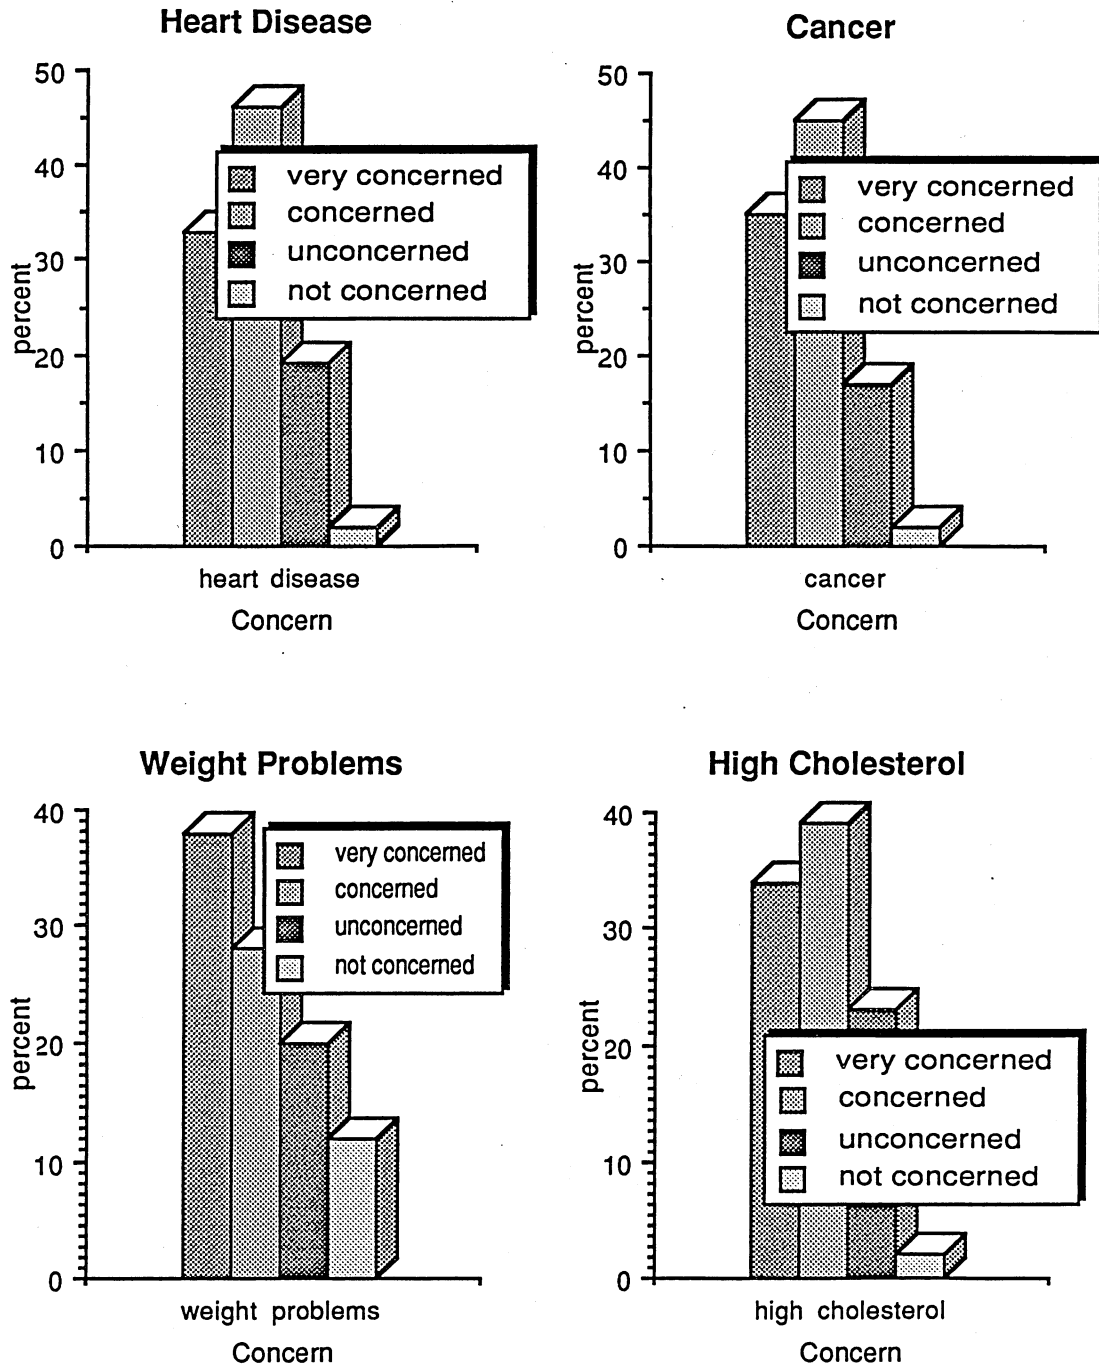 Heart Disease
50
40
30
20
10
0
percent
very concerned
concerned
unconcerned
not concerned
heart disease
Concern
Cancer
50
40
30
20
10
0
percent
very concerned
concerned
unconcerned
not concerned
cancer
Concern
Weight Problems
40
30
20
10
0
percent
very concerned
concerned
unconcerned
not concerned
weight problems
Concern
High Cholesterol
40
30
20
10
0
percent
very concerned
concerned
unconcerned
not concerned
high cholesterol
Concern